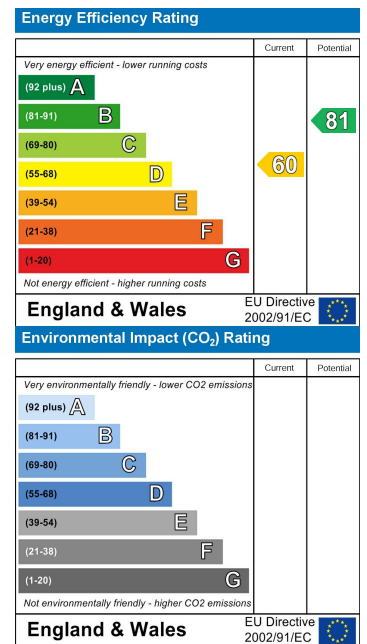 Energy Efficiency Rating
Current Potential
Very energy efficient - lower running costs
(92 plus) A
(81-91) B
81
(69-80) C
(55-68) D
60
(39-54) E
(21-38) F
(1-20) G
Not energy efficient - higher running costs
England & Wales
EU Directive
2002/91/EC
Environmental Impact (CO₂) Rating
Current Potential
Very environmentally friendly - lower CO2 emissions
(92 plus) A
(81-91) B
(69-80) C
(55-68) D
(39-54) E
(21-38) F
(1-20) G
Not environmentally friendly - higher CO2 emissions
England & Wales
EU Directive
2002/91/EC